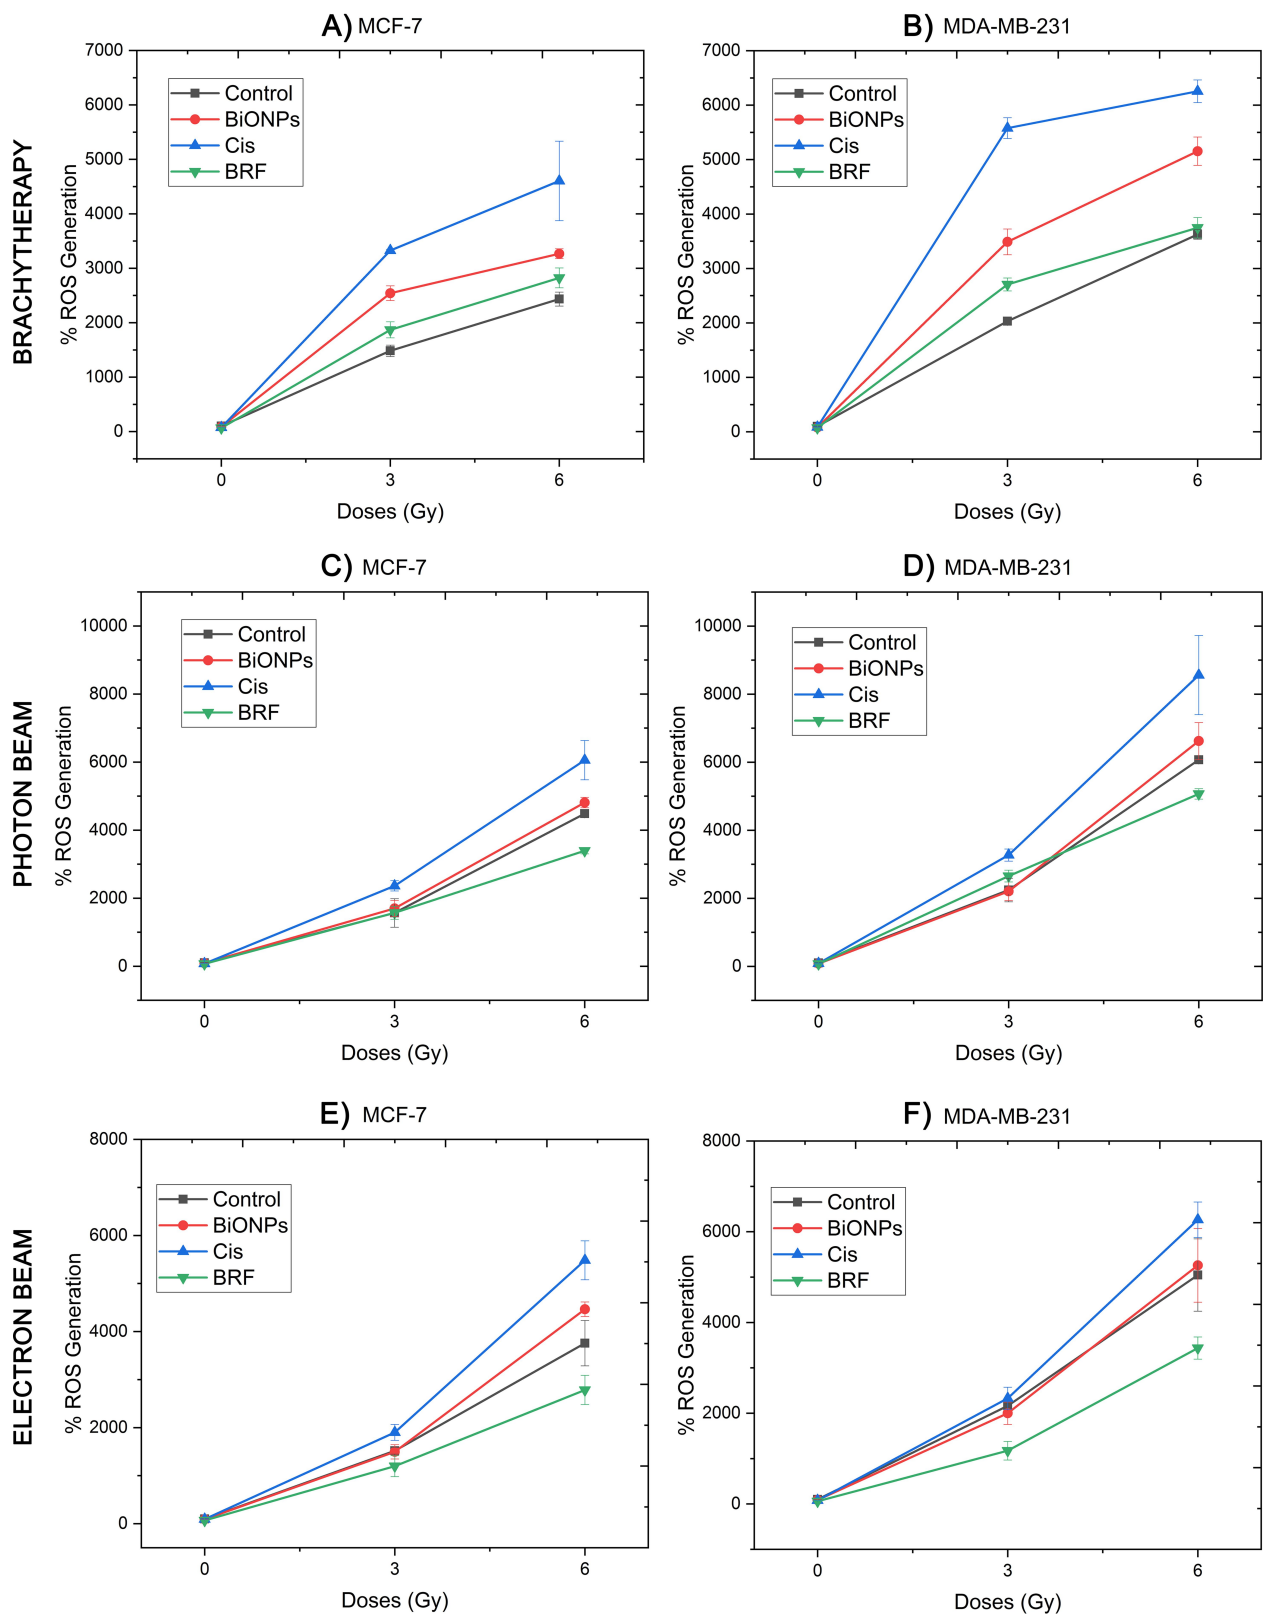 A) MCF-7
7000
6000
5000
4000
3000
2000
1000
0
% ROS Generation
Control
BiONPs
Cis
BRF
0 3 6
Doses (Gy)
BRACHYTHERAPY
B) MDA-MB-231
7000
6000
5000
4000
3000
2000
1000
0
% ROS Generation
Control
BiONPs
Cis
BRF
0 3 6
Doses (Gy)
C) MCF-7
10000
8000
6000
4000
2000
0
% ROS Generation
Control
BiONPs
Cis
BRF
0 3 6
Doses (Gy)
PHOTON BEAM
D) MDA-MB-231
10000
8000
6000
4000
2000
0
% ROS Generation
Control
BiONPs
Cis
BRF
0 3 6
Doses (Gy)
E) MCF-7
8000
6000
4000
2000
0
% ROS Generation
Control
BiONPs
Cis
BRF
0 3 6
Doses (Gy)
ELECTRON BEAM
F) MDA-MB-231
8000
6000
4000
2000
0
% ROS Generation
Control
BiONPs
Cis
BRF
0 3 6
Doses (Gy)